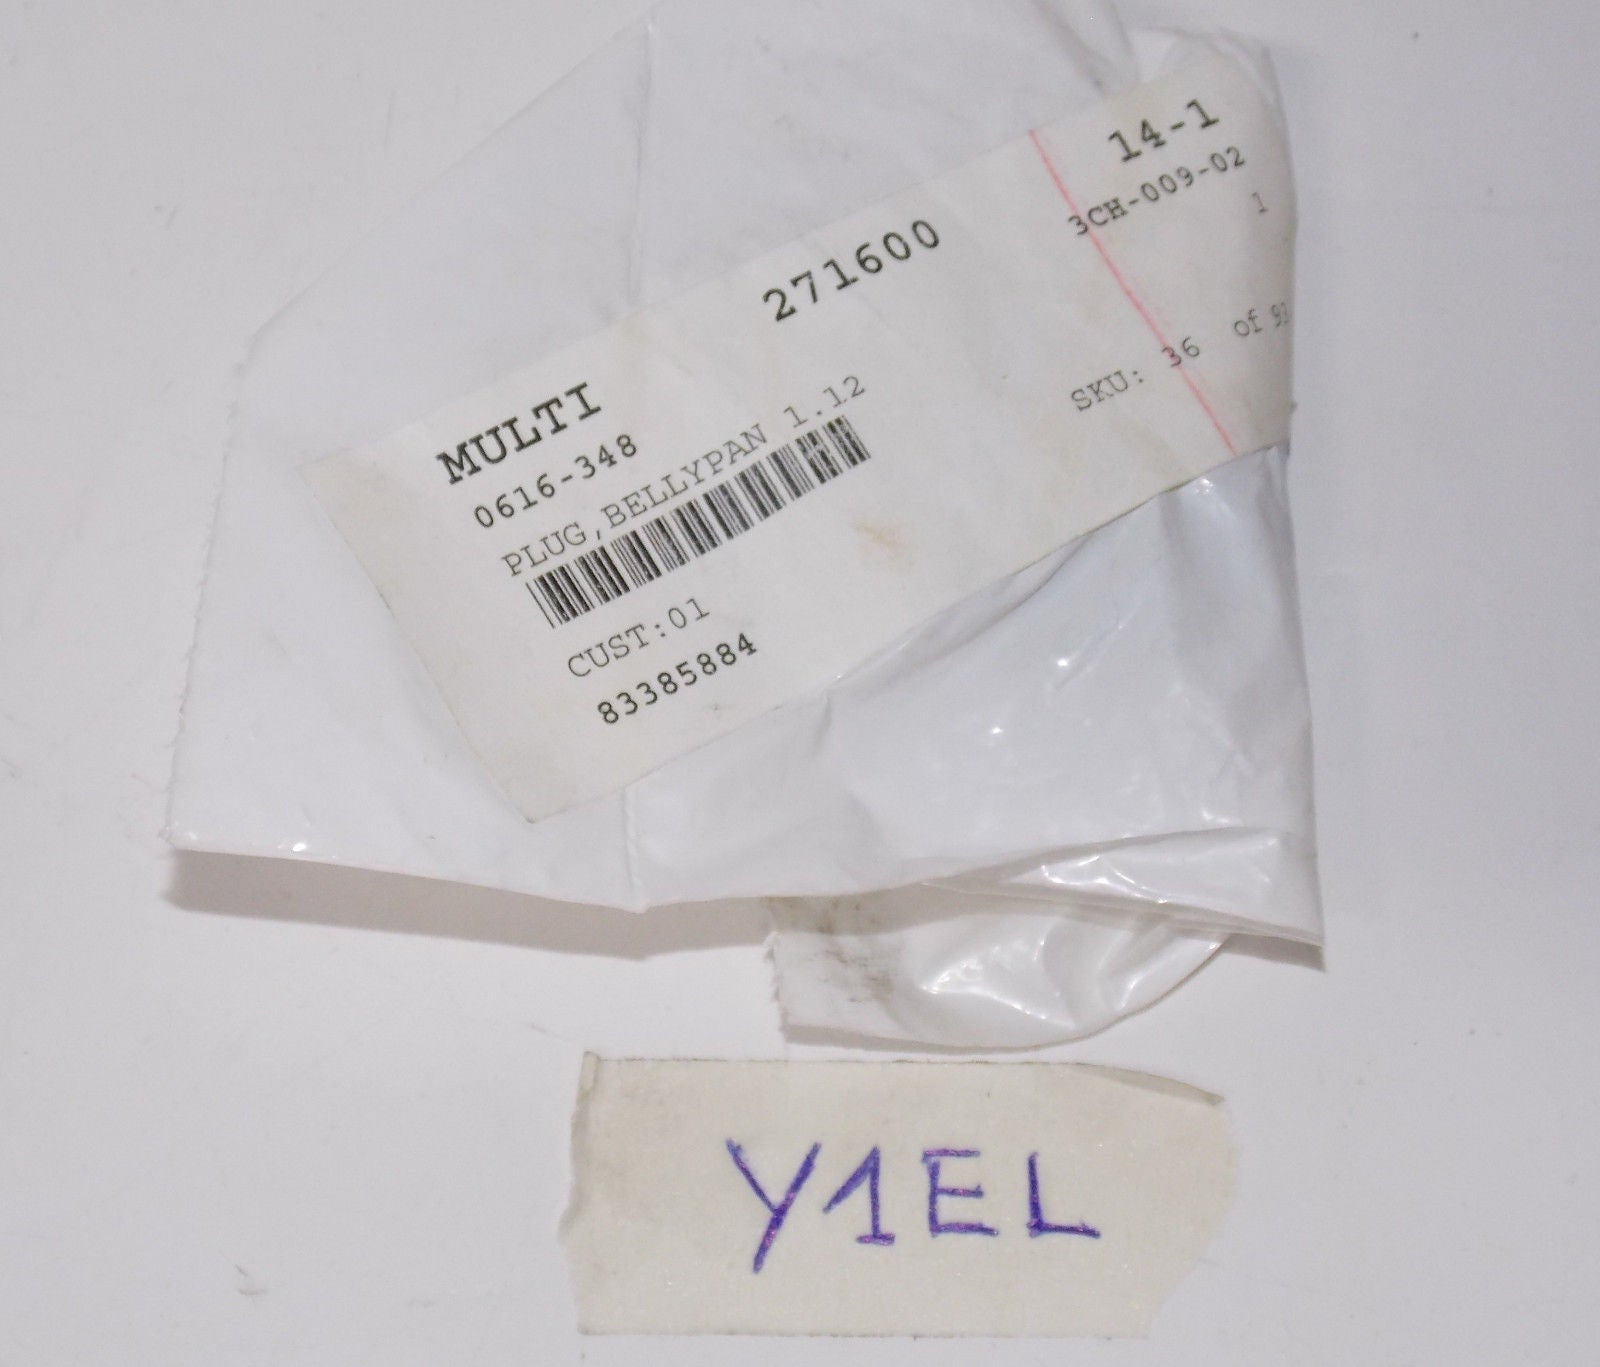 14-1
3CH-009-02
1
271600
SKU: 36 of
MULTI
0616-348
PLUG,BELLYPAN 1.12
CUST:01
83385884
Y1EL